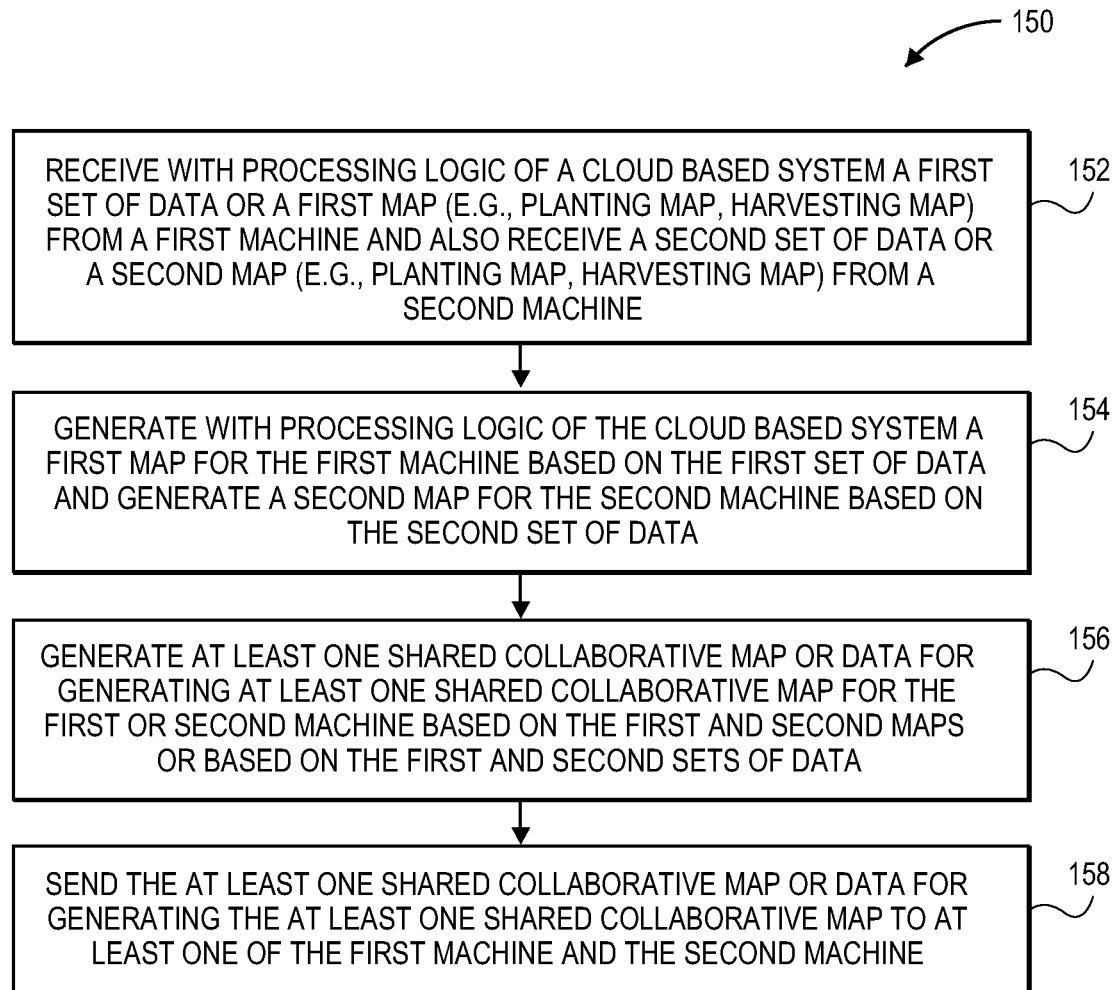 150
RECEIVE WITH PROCESSING LOGIC OF A CLOUD BASED SYSTEM A FIRST
SET OF DATA OR A FIRST MAP (E.G., PLANTING MAP, HARVESTING MAP)
FROM A FIRST MACHINE AND ALSO RECEIVE A SECOND SET OF DATA OR
A SECOND MAP (E.G., PLANTING MAP, HARVESTING MAP) FROM A
SECOND MACHINE
152
GENERATE WITH PROCESSING LOGIC OF THE CLOUD BASED SYSTEM A
FIRST MAP FOR THE FIRST MACHINE BASED ON THE FIRST SET OF DATA
AND GENERATE A SECOND MAP FOR THE SECOND MACHINE BASED ON
THE SECOND SET OF DATA
154
GENERATE AT LEAST ONE SHARED COLLABORATIVE MAP OR DATA FOR
GENERATING AT LEAST ONE SHARED COLLABORATIVE MAP FOR THE
FIRST OR SECOND MACHINE BASED ON THE FIRST AND SECOND MAPS
OR BASED ON THE FIRST AND SECOND SETS OF DATA
156
SEND THE AT LEAST ONE SHARED COLLABORATIVE MAP OR DATA FOR
GENERATING THE AT LEAST ONE SHARED COLLABORATIVE MAP TO AT
LEAST ONE OF THE FIRST MACHINE AND THE SECOND MACHINE
158